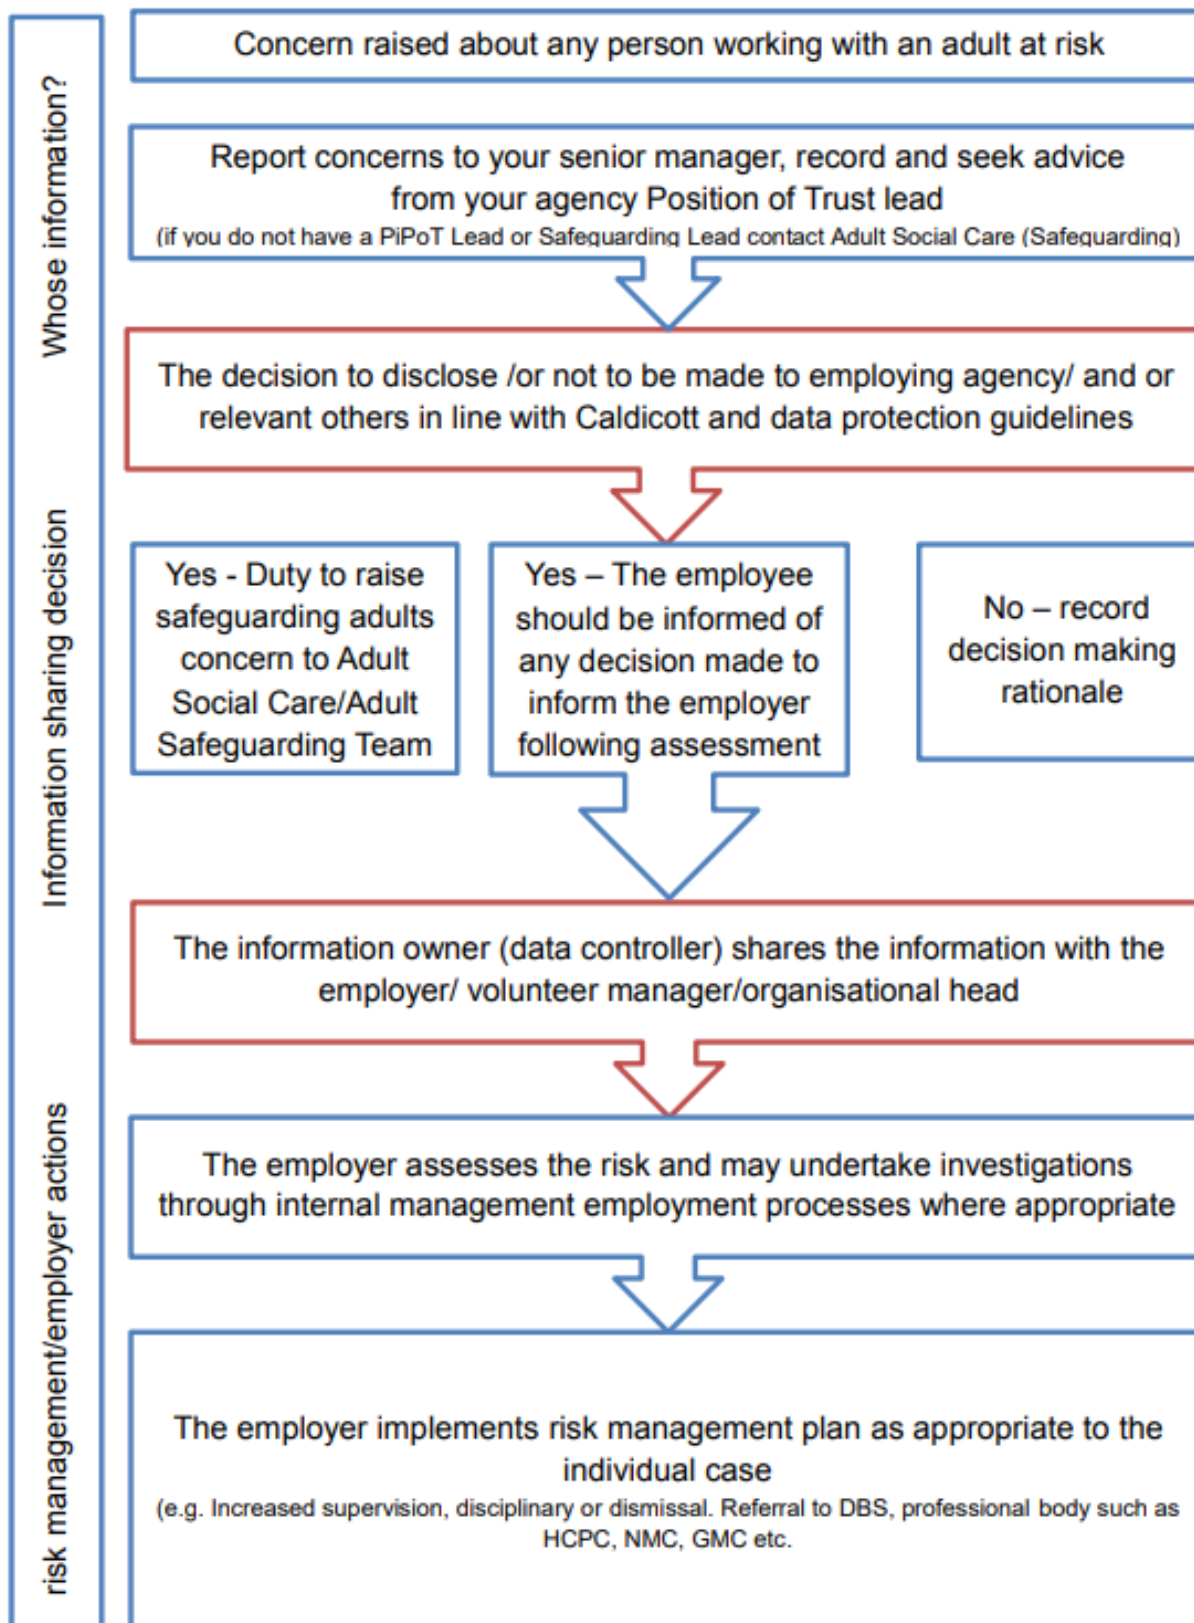 Whose information?
Information sharing decision
risk management/employer actions
Concern raised about any person working with an adult at risk
Report concerns to your senior manager, record and seek advice
from your agency Position of Trust lead
(if you do not have a PiPoT Lead or Safeguarding Lead contact Adult Social Care (Safeguarding)
The decision to disclose /or not to be made to employing agency/ and or
relevant others in line with Caldicott and data protection guidelines
Yes - Duty to raise
safeguarding adults
concern to Adult
Social Care/Adult
Safeguarding Team
Yes – The employee
should be informed of
any decision made to
inform the employer
following assessment
No – record
decision making
rationale
The information owner (data controller) shares the information with the
employer/ volunteer manager/organisational head
The employer assesses the risk and may undertake investigations
through internal management employment processes where appropriate
The employer implements risk management plan as appropriate to the
individual case
(e.g. Increased supervision, disciplinary or dismissal. Referral to DBS, professional body such as
HCPC, NMC, GMC etc.